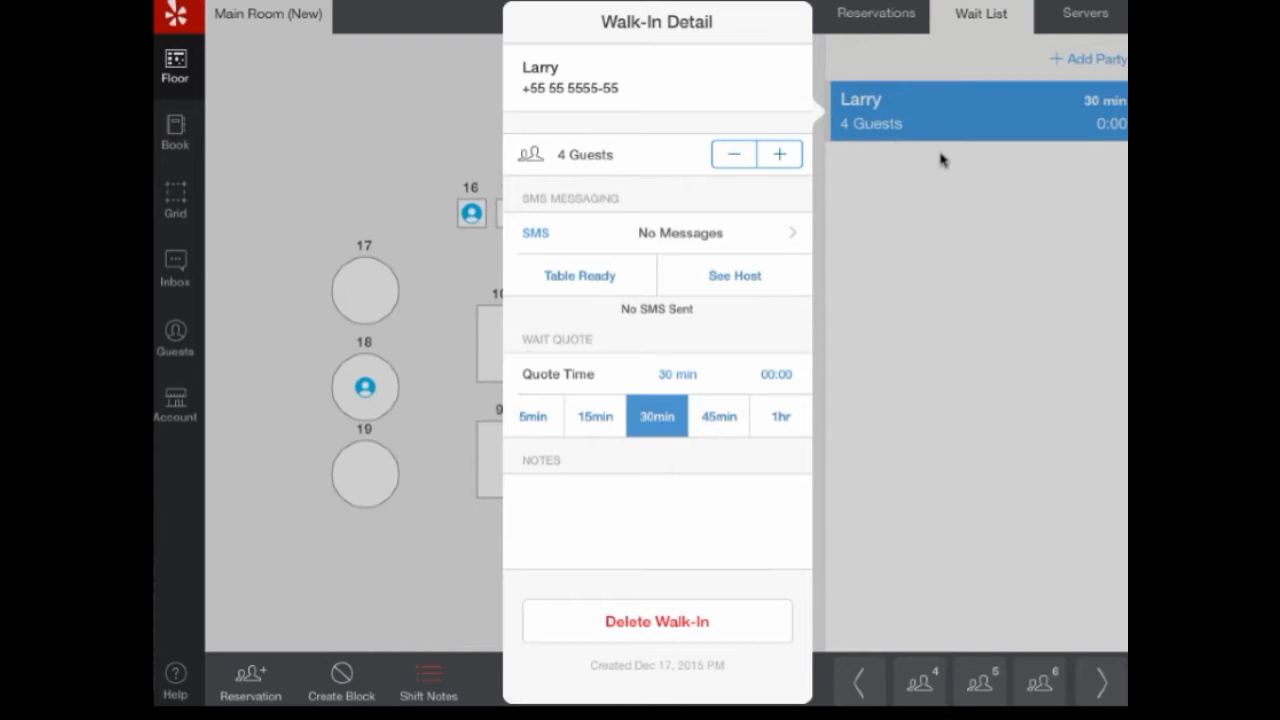 Main Room (New)
Walk-In Detail
Reservations
Wait List
Servers
Floor
Book
Grid
Inbox
Guests
Account
Help
Larry
+55 55 5555-55
4 Guests
− +
SMS MESSAGING
SMS No Messages
Table Ready See Host
No SMS Sent
WAIT QUOTE
Quote Time 30 min 00:00
5min 15min 30min 45min 1hr
NOTES
Delete Walk-In
Created Dec 17, 2015 PM
+ Add Party
Larry 30 min
4 Guests 0:00
16
17
18
19
10
9
Reservation
Create Block
Shift Notes
4
5
6